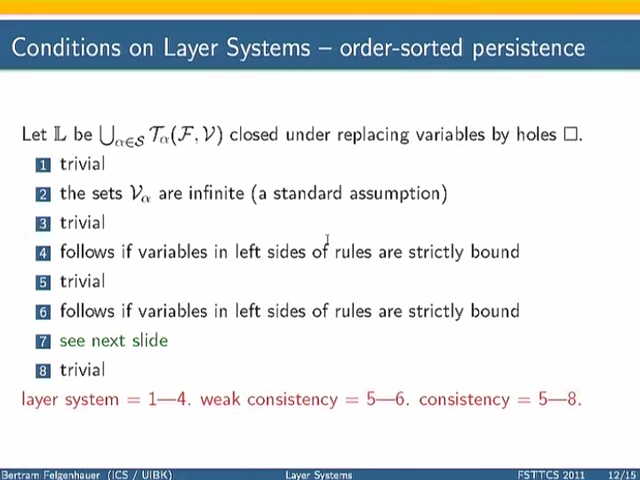 Conditions on Layer Systems – order-sorted persistence
Let 𝕃 be ⋃α∈𝒮 𝒯α(ℱ, 𝒱) closed under replacing variables by holes □.
1 trivial
2 the sets 𝒱α are infinite (a standard assumption)
3 trivial
4 follows if variables in left sides of rules are strictly bound
5 trivial
6 follows if variables in left sides of rules are strictly bound
7 see next slide
8 trivial
layer system = 1—4. weak consistency = 5—6. consistency = 5—8.
Bertram Felgenhauer (ICS / UIBK) Layer Systems FSTTCS 2011 12/15